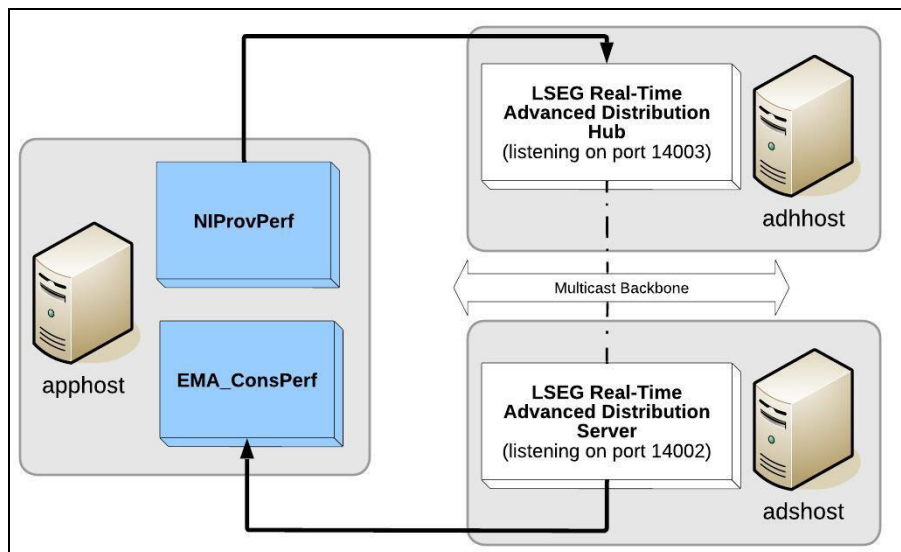 LSEG Real-Time
Advanced Distribution
Hub
(listening on port 14003)
adhhost
NIProvPerf
Multicast Backbone
EMA_ConsPerf
apphost
LSEG Real-Time
Advanced Distribution
Server
(listening on port 14002)
adshost